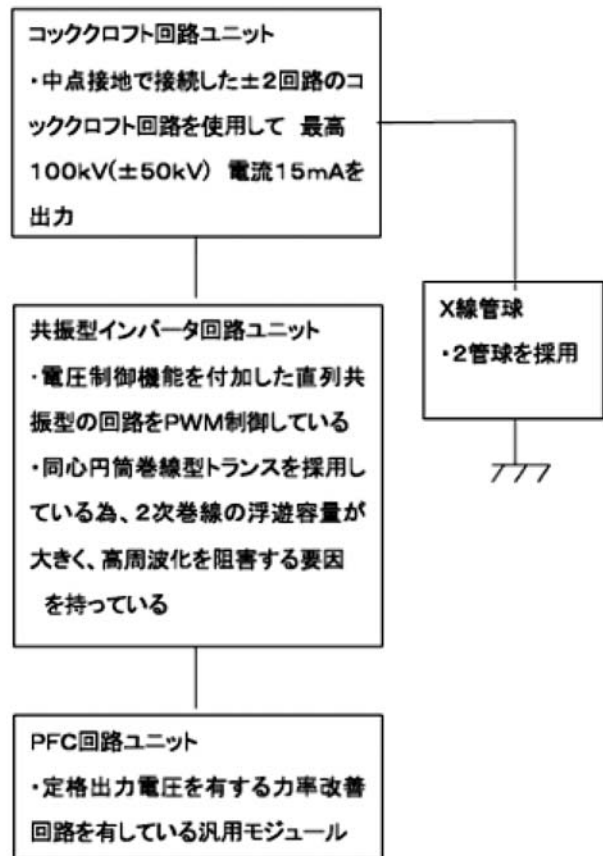 コッククロフト回路ユニット
・中点接地で接続した±2回路のコ
ッククロフト回路を使用して 最高
100kV(±50kV) 電流15mAを
出力
X線管球
・2管球を採用
共振型インバータ回路ユニット
・電圧制御機能を付加した直列共
振型の回路をPWM制御している
・同心円筒巻線型トランスを採用し
ている為、2次巻線の浮遊容量が
大きく、高周波化を阻害する要因
を持っている
PFC回路ユニット
・定格出力電圧を有する力率改善
回路を有している汎用モジュール